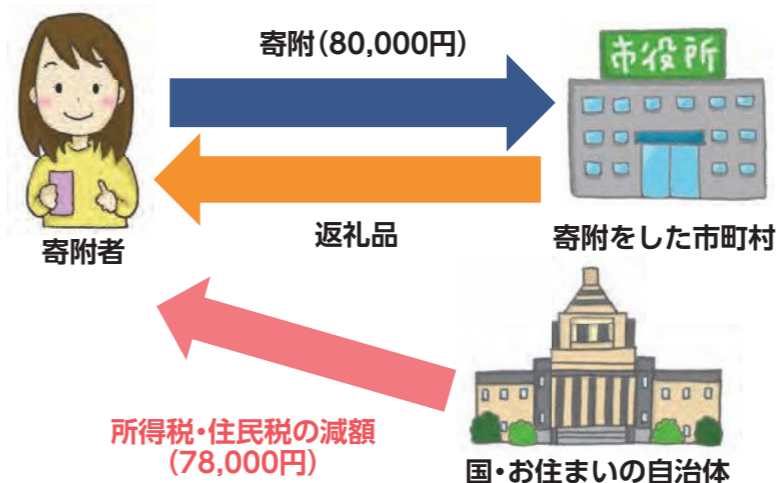 寄附(80,000円)
市役所
返礼品
寄附者
寄附をした市町村
所得税・住民税の減額
(78,000円)
国・お住まいの自治体